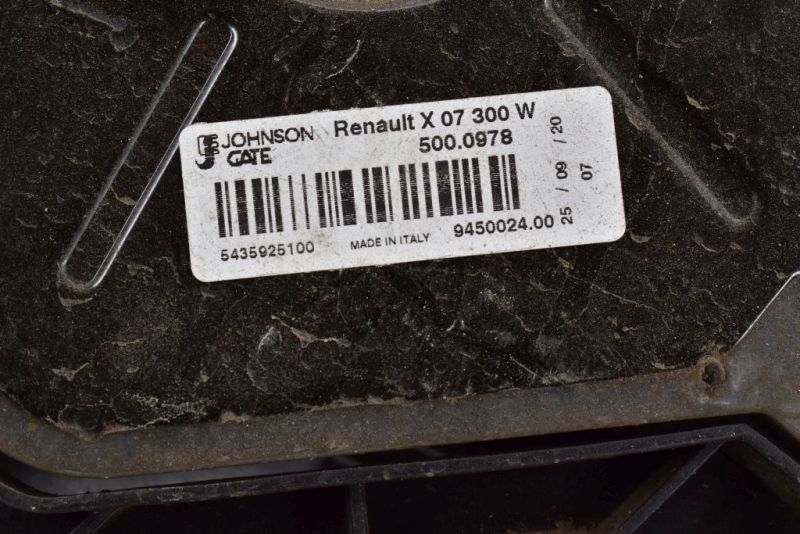 JOHNSON
GATE
Renault X 07 300 W
500.0978
5435925100
MADE IN ITALY
9450024.00
25 / 09 / 20
07